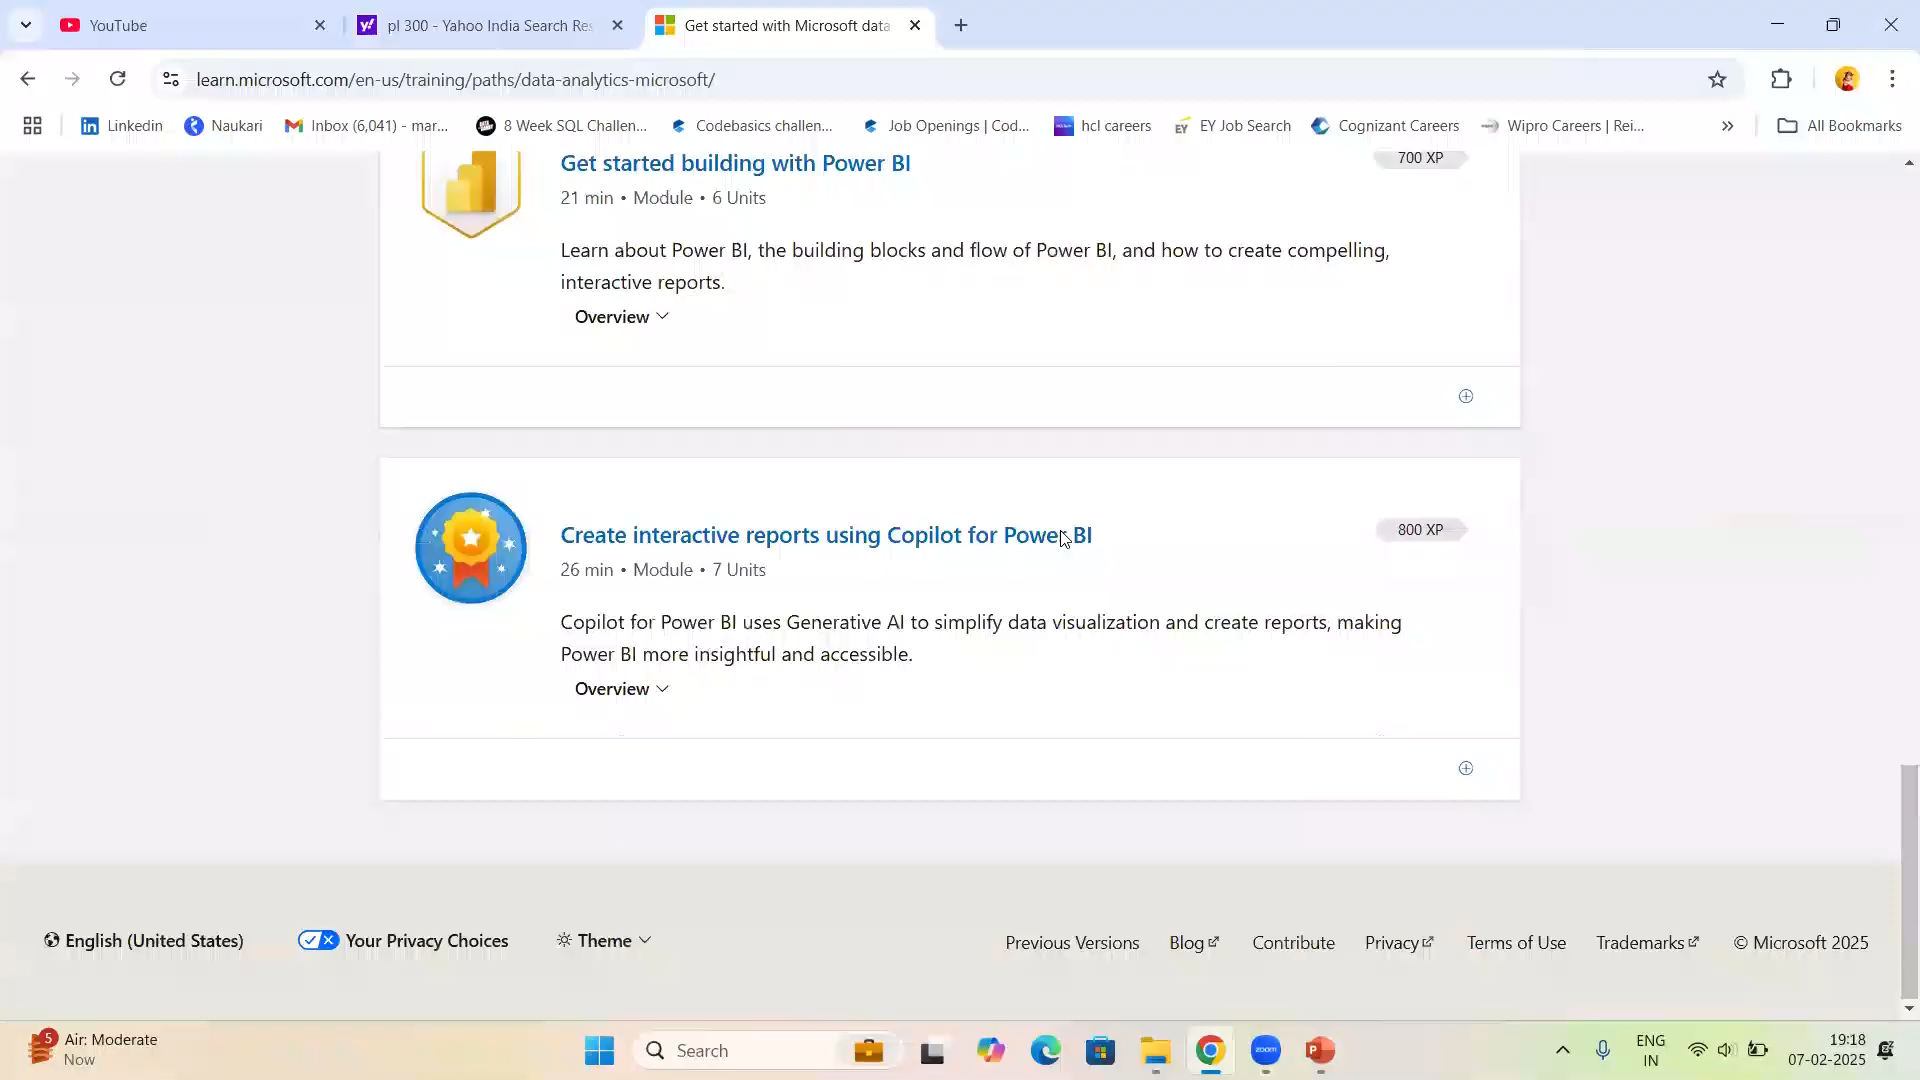 YouTube
pl 300 - Yahoo India Search Res
Get started with Microsoft data
learn.microsoft.com/en-us/training/paths/data-analytics-microsoft/
Linkedin
Naukari
Inbox (6,041) - mar...
8 Week SQL Challen...
Codebasics challen...
Job Openings | Cod...
hcl careers
EY Job Search
Cognizant Careers
Wipro Careers | Rei...
All Bookmarks
Get started building with Power BI
700 XP
21 min • Module • 6 Units
Learn about Power BI, the building blocks and flow of Power BI, and how to create compelling,
interactive reports.
Overview
Create interactive reports using Copilot for Power BI
800 XP
26 min • Module • 7 Units
Copilot for Power BI uses Generative AI to simplify data visualization and create reports, making
Power BI more insightful and accessible.
Overview
English (United States)
Your Privacy Choices
Theme
Previous Versions
Blog
Contribute
Privacy
Terms of Use
Trademarks
© Microsoft 2025
5
Air: Moderate
Now
Search
zoom
ENG
IN
19:18
07-02-2025